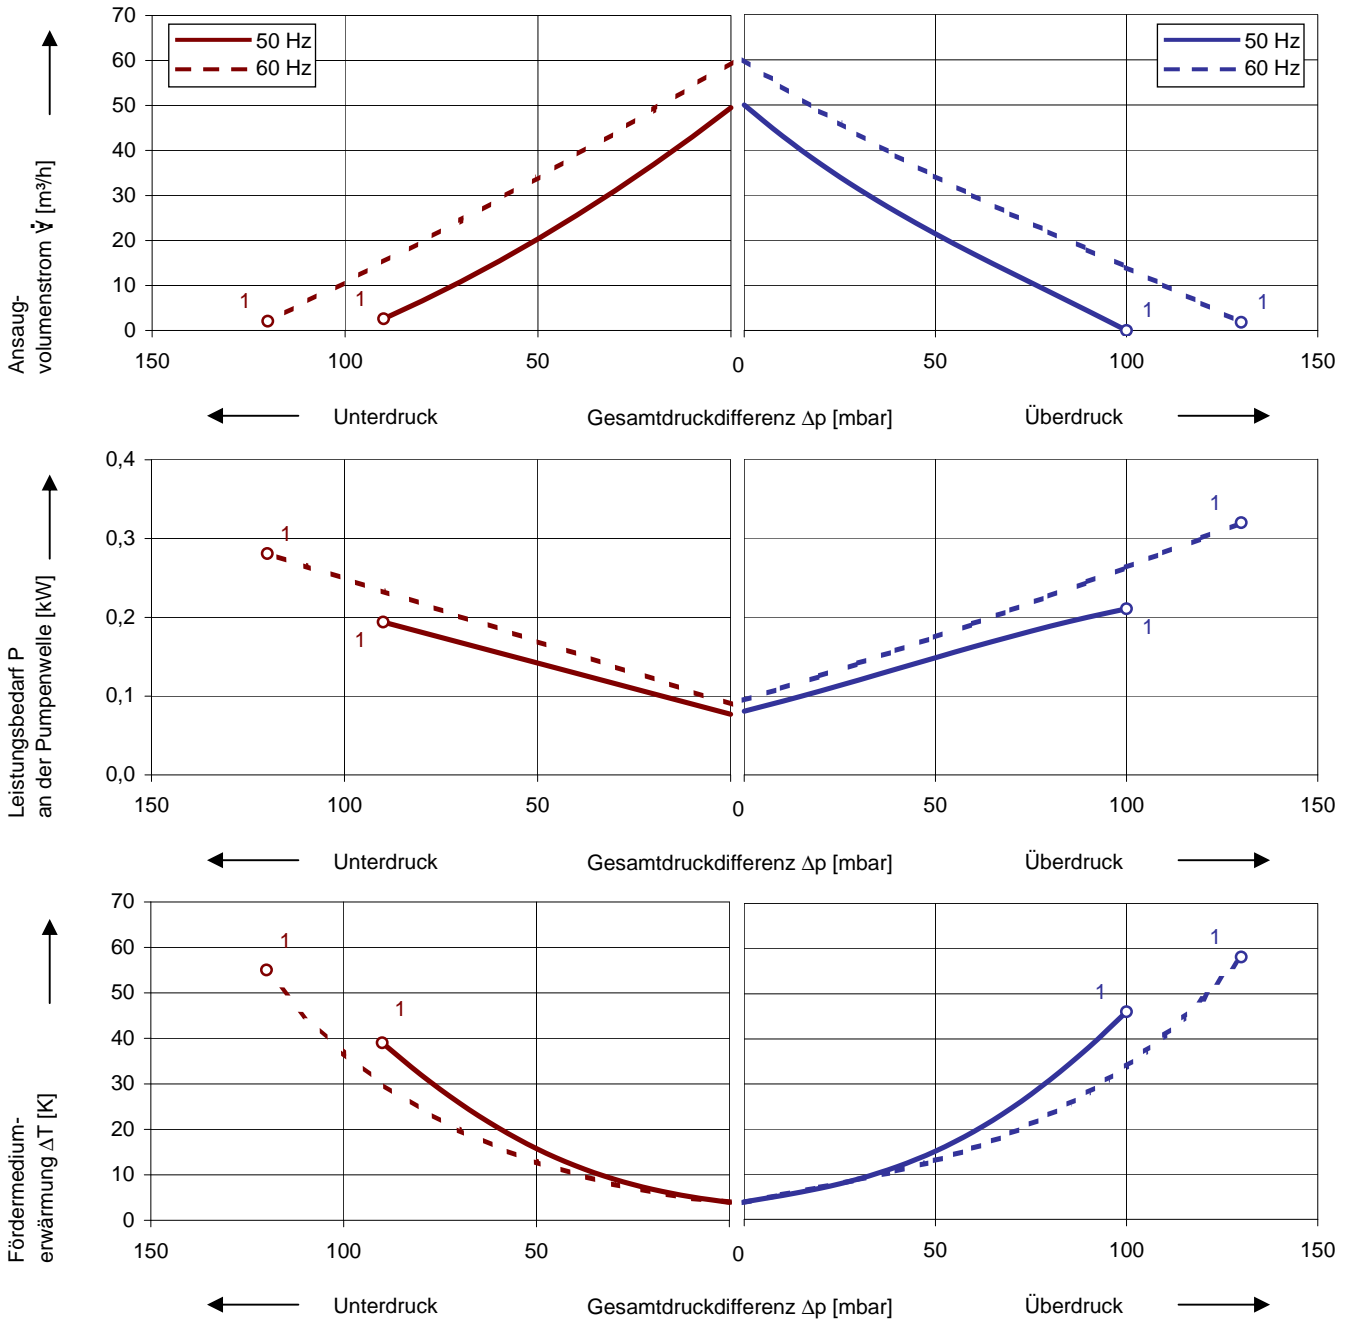 70
60
50
40
30
20
10
0
50 Hz
60 Hz
50 Hz
60 Hz
1
1
1
1
150
100
50
0
50
100
150
Ansaug-
volumenstrom V̇ [m³/h]
Unterdruck
Gesamtdruckdifferenz Δp [mbar]
Überdruck
0,4
0,3
0,2
0,1
0,0
1
1
1
1
150
100
50
0
50
100
150
Leistungsbedarf P
an der Pumpenwelle [kW]
Unterdruck
Gesamtdruckdifferenz Δp [mbar]
Überdruck
70
60
50
40
30
20
10
0
1
1
1
1
150
100
50
0
50
100
150
Fördermedium-
erwärmung ΔT [K]
Unterdruck
Gesamtdruckdifferenz Δp [mbar]
Überdruck